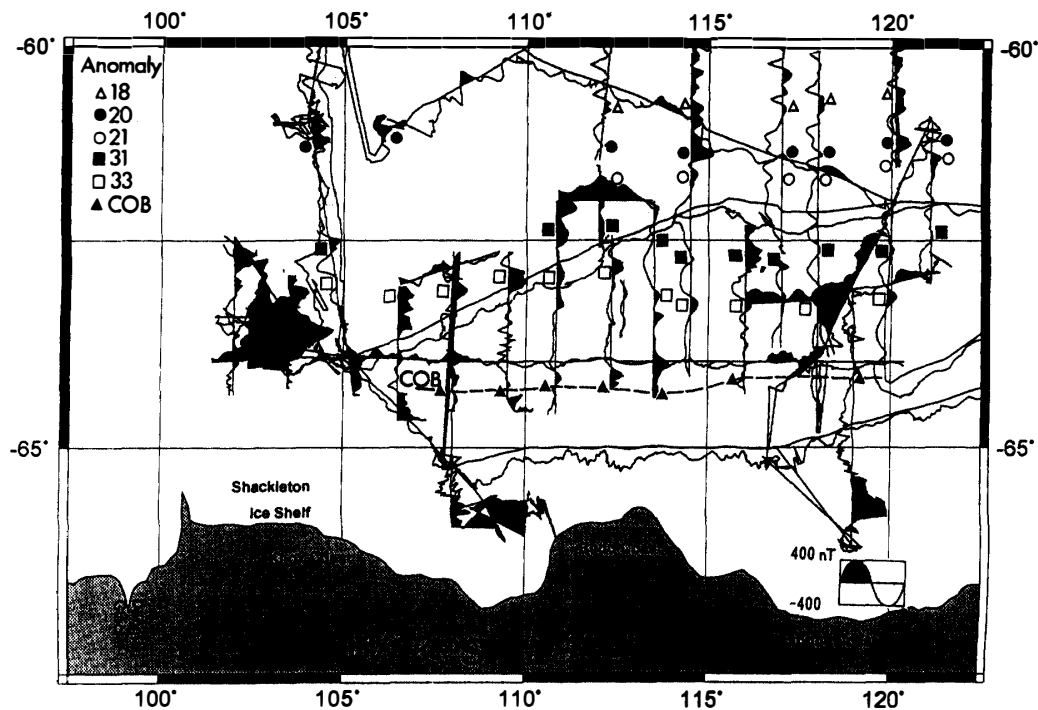 100° 105° 110° 115° 120°
-60° -60°
Anomaly
△ 18
● 20
○ 21
■ 31
□ 33
▲ COB
COB
-65° -65°
Shackleton
Ice Shelf
400 nT
-400
100° 105° 110° 115° 120°